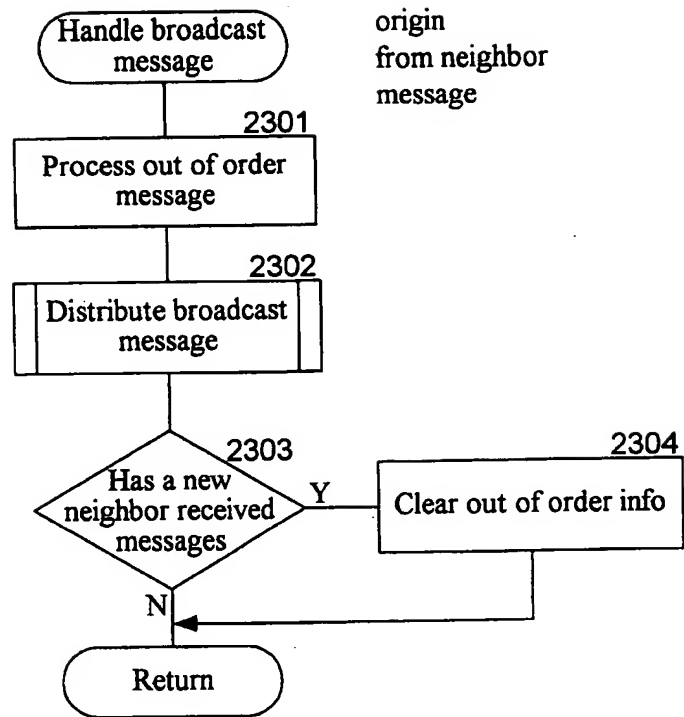 Handle broadcast
message
origin
from neighbor
message
2301
Process out of order
message
2302
Distribute broadcast
message
2303
Has a new
neighbor received
messages
Y
2304
Clear out of order info
N
Return